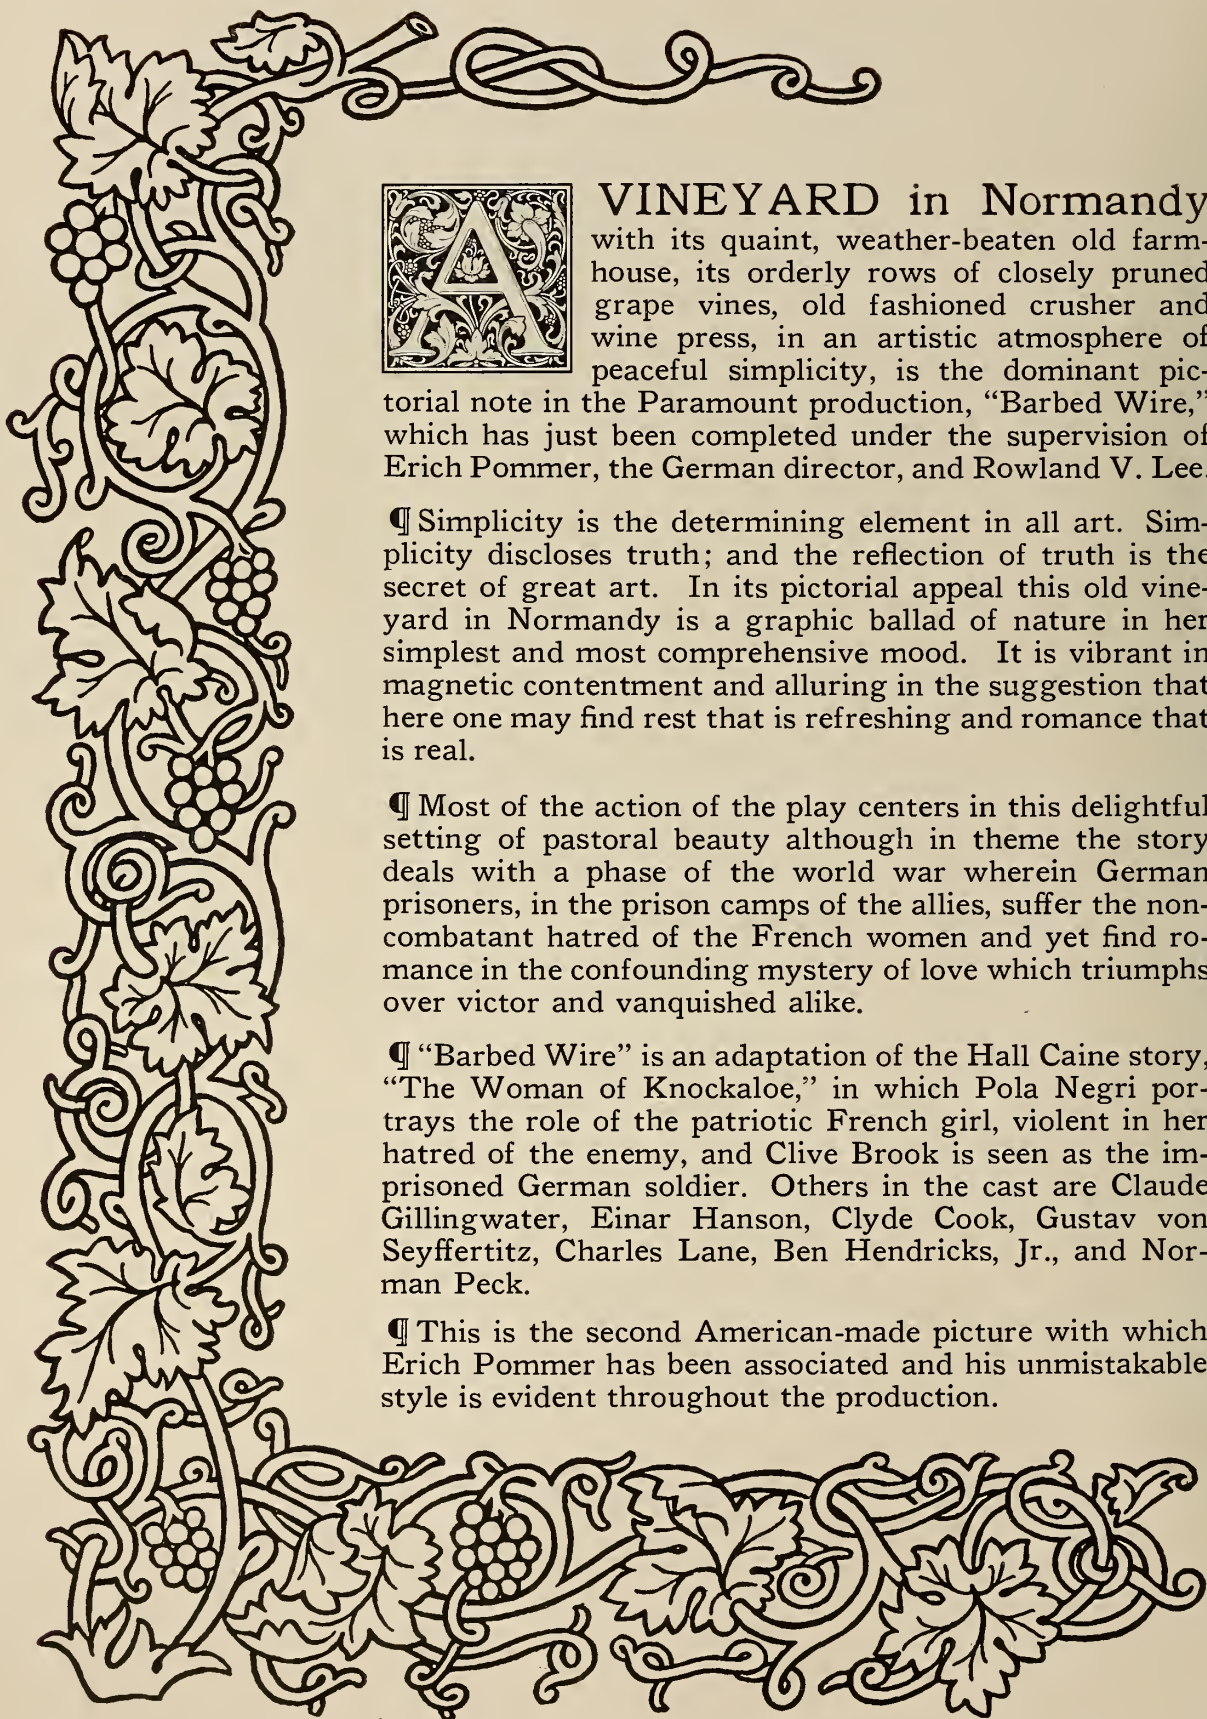 A VINEYARD in Normandy
with its quaint, weather-beaten old farm-
house, its orderly rows of closely pruned
grape vines, old fashioned crusher and
wine press, in an artistic atmosphere of
peaceful simplicity, is the dominant pic-
torial note in the Paramount production, “Barbed Wire,”
which has just been completed under the supervision of
Erich Pommer, the German director, and Rowland V. Lee.
¶ Simplicity is the determining element in all art. Sim-
plicity discloses truth; and the reflection of truth is the
secret of great art. In its pictorial appeal this old vine-
yard in Normandy is a graphic ballad of nature in her
simplest and most comprehensive mood. It is vibrant in
magnetic contentment and alluring in the suggestion that
here one may find rest that is refreshing and romance that
is real.
¶ Most of the action of the play centers in this delightful
setting of pastoral beauty although in theme the story
deals with a phase of the world war wherein German
prisoners, in the prison camps of the allies, suffer the non-
combatant hatred of the French women and yet find ro-
mance in the confounding mystery of love which triumphs
over victor and vanquished alike.
¶ “Barbed Wire” is an adaptation of the Hall Caine story,
“The Woman of Knockaloe,” in which Pola Negri por-
trays the role of the patriotic French girl, violent in her
hatred of the enemy, and Clive Brook is seen as the im-
prisoned German soldier. Others in the cast are Claude
Gillingwater, Einar Hanson, Clyde Cook, Gustav von
Seyffertitz, Charles Lane, Ben Hendricks, Jr., and Nor-
man Peck.
¶ This is the second American-made picture with which
Erich Pommer has been associated and his unmistakable
style is evident throughout the production.